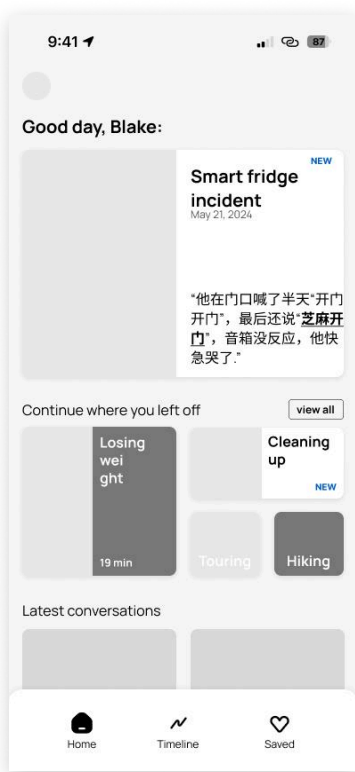 9:41
87
Good day, Blake:
NEW
Smart fridge
incident
May 21, 2024
“他在门口喊了半天“开门
开门”，最后还说“芝麻开
门”，音箱没反应，他快
急哭了.”
Continue where you left off
view all
Losing
wei
ght
19 min
Cleaning
up
NEW
Touring
Hiking
Latest conversations
Home
Timeline
Saved